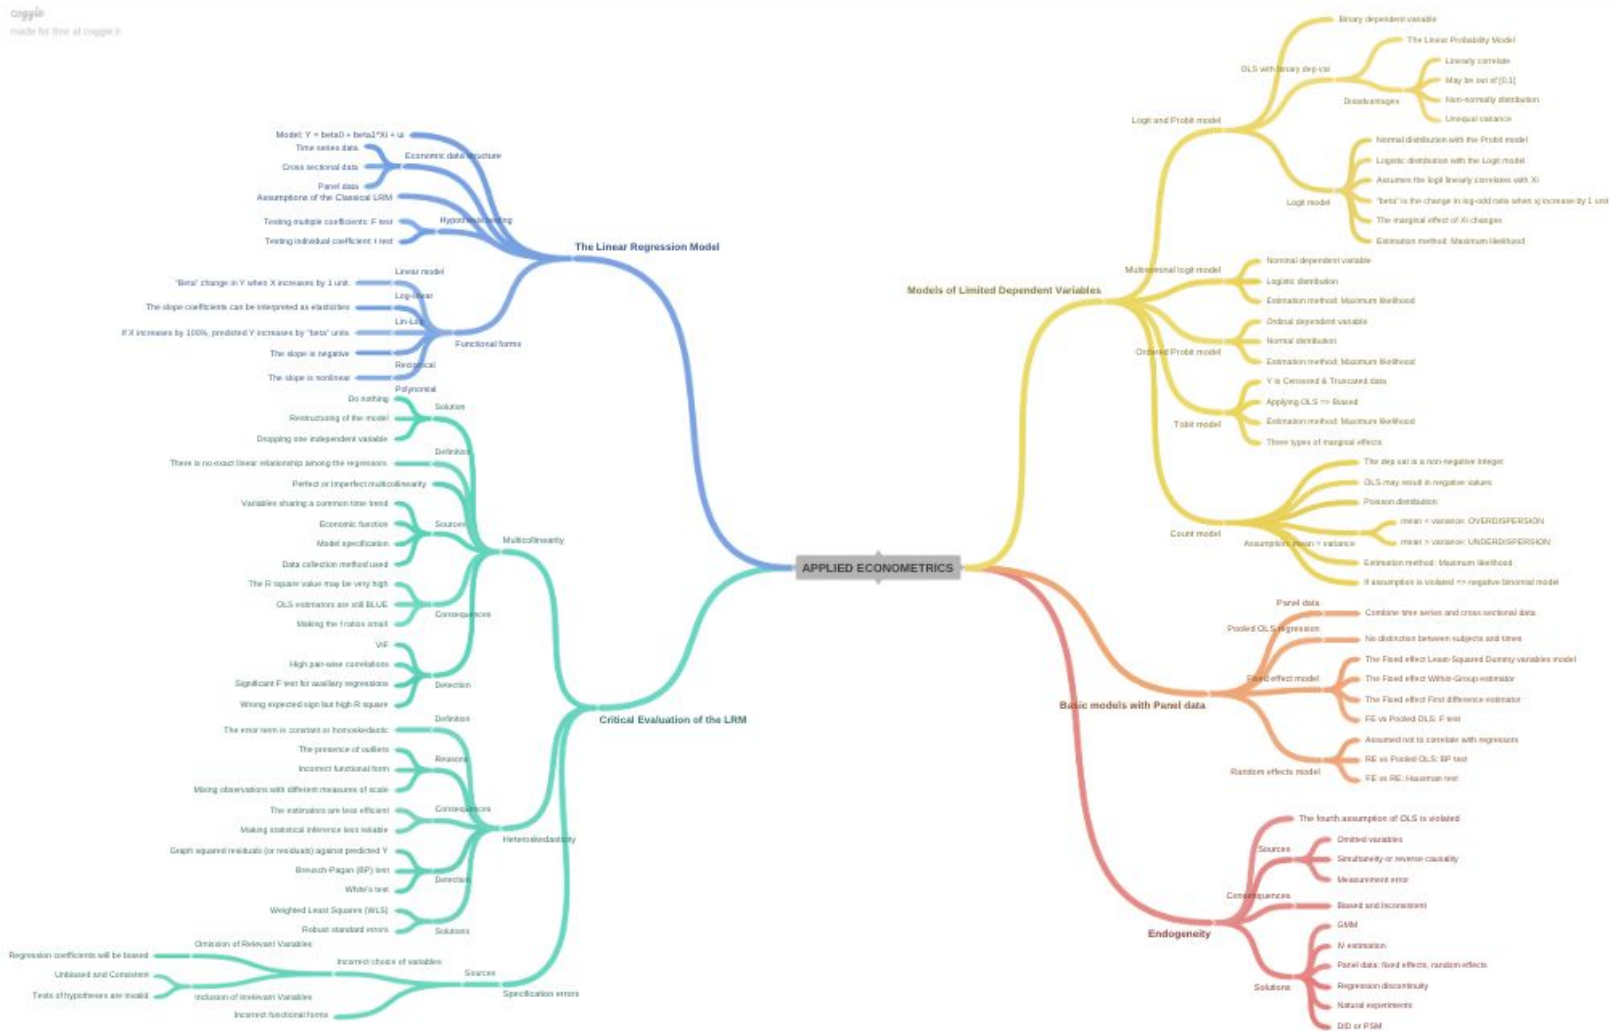 coggle
made for free at coggle.it
APPLIED ECONOMETRICS
The Linear Regression Model
Model: Y = beta0 + beta1*Xi + ui
Economic data structure
Time series data
Cross sectional data
Panel data
Assumptions of the Classical LRM
Hypothesis testing
Testing multiple coefficients: F test
Testing individual coefficient: t test
Functional forms
Linear model
"Beta" change in Y when X increases by 1 unit.
Log-linear
The slope coefficients can be interpreted as elasticities
Lin-Log
If X increases by 100%, predicted Y increases by "beta" units
The slope is negative
Reciprocal
The slope is nonlinear
Polynomial
Critical Evaluation of the LRM
Multicollinearity
Solution
Do nothing
Restructuring of the model
Dropping one independent variable
Definition
There is no exact linear relationship among the regressors.
Perfect or Imperfect multicollinearity
Sources
Variables sharing a common time trend
Economic function
Model specification
Data collection method used
Consequences
The R square value may be very high
OLS estimators are still BLUE
Making the t ratios small
Detection
VIF
High pair-wise correlations
Significant F test for auxiliary regressions
Wrong expected sign but high R square
Heteroskedasticity
Definition
The error term is constant or homoskedastic
Reasons
The presence of outliers
Incorrect functional form
Mixing observations with different measures of scale
Consequences
The estimators are less efficient
Making statistical inference less reliable
Detection
Graph squared residuals (or residuals) against predicted Y
Breusch-Pagan (BP) test
White's test
Solutions
Weighted Least Squares (WLS)
Robust standard errors
Specification errors
Sources
Incorrect choice of variables
Omission of Relevant Variables
Regression coefficients will be biased
Inclusion of Irrelevant Variables
Unbiased and Consisten
Tests of hypotheses are invalid
Incorrect functional forms
Models of Limited Dependent Variables
Logit and Probit model
Binary dependent variable
OLS with binary dep var
The Linear Probability Model
Disadvantages
Linearly correlate
May be out of [0,1]
Non-normally distribution
Unequal variance
Logit model
Normal distribution with the Probit model
Logistic distribution with the Logit model
Assumes the logit linearly correlates with Xi
"beta" is the change in log-odd ratio when xj increase by 1 unit
The marginal effect of Xi changes
Estimation method: Maximum likelihood
Multinominal logit model
Nominal dependent variable
Logistic distribution
Estimation method: Maximum likelihood
Ordered Probit model
Ordinal dependent variable
Normal distribution
Estimation method: Maximum likelihood
Tobit model
Y is Censored & Truncated data
Applying OLS => Biased
Estimation method: Maximum likelihood
Three types of marginal effects
Count model
The dep var is a non-negative integer
OLS may result in negative values
Poisson distribution
Assumption: mean = variance
mean < variance: OVERDISPERSION
mean > variance: UNDERDISPERSION
Estimation method: Maximum likelihood
If assumption is violated => negative binomial model
Basic models with Panel data
Panel data
Combine time series and cross sectional data
Pooled OLS regression
No distinction between subjects and times
Fixed effect model
The Fixed effect Least-Squared Dummy variables model
The Fixed effect Within-Group estimator
The Fixed effect First difference estimator
FE vs Pooled OLS: F test
Random effects model
Assumed not to correlate with regressors
RE vs Pooled OLS: BP test
FE vs RE: Hausman test
Endogeneity
The fourth assumption of OLS is violated
Sources
Omitted variables
Simultaneity or reverse causality
Measurement error
Consequences
Biased and Inconsistent
Solutions
GMM
IV estimation
Panel data: fixed effects, random effects
Regression discontinuity
Natural experiments
DID or PSM